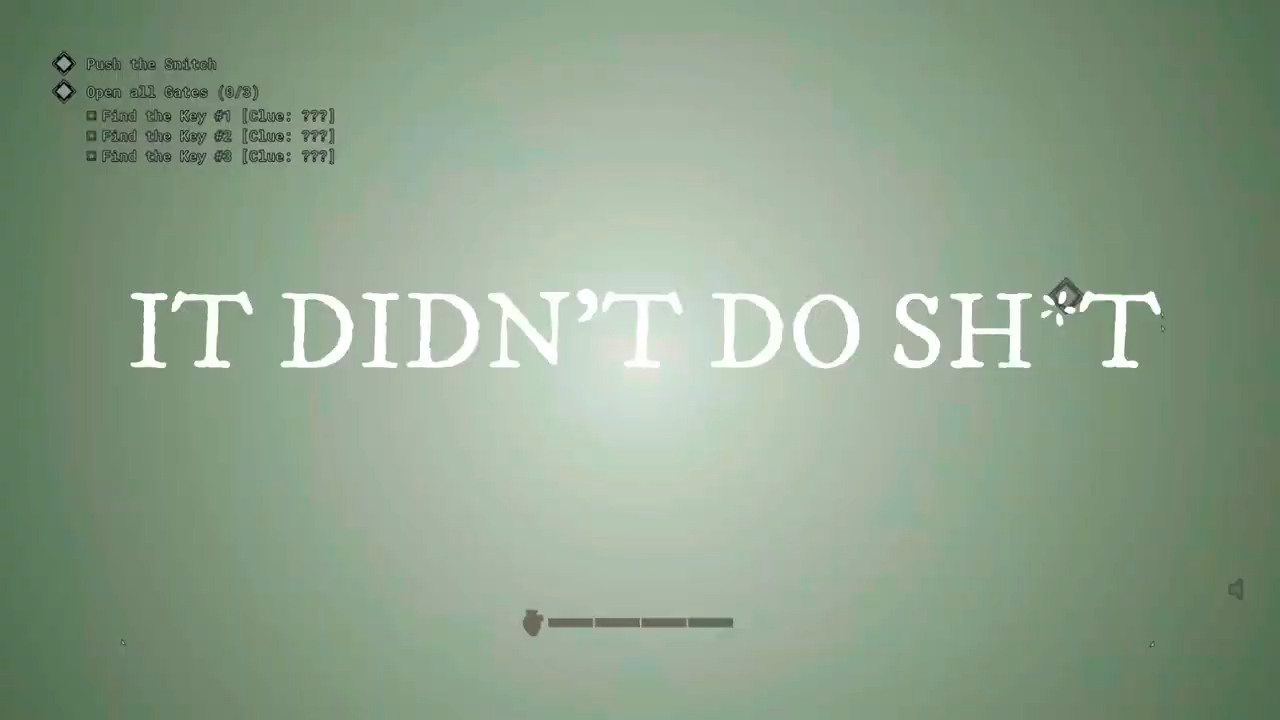 Push the Snitch
Open all Gates (0/3)
Find the Key #1 [Clue: ???]
Find the Key #2 [Clue: ???]
Find the Key #3 [Clue: ???]
IT DIDN’T DO SH*T